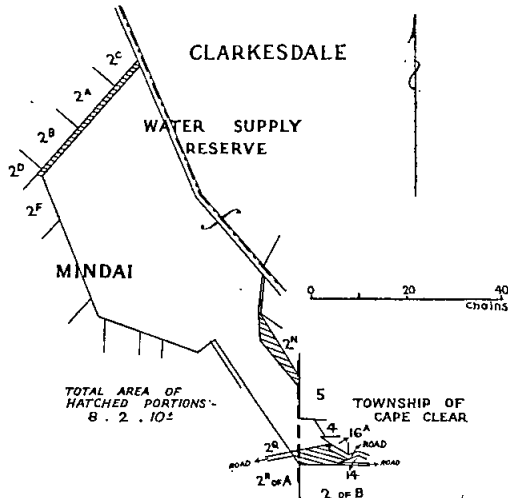 CLARKESDALE
2C
2A
2B
2D
2F
WATER SUPPLY
RESERVE
MINDAI
0 20 40
Chains
2N
5
TOTAL AREA OF
HATCHED PORTIONS:-
8 . 2 . 10±
TOWNSHIP OF
CAPE CLEAR
4
16A
ROAD
2Q
ROAD
ROAD
2R OF A
14
2 OF B